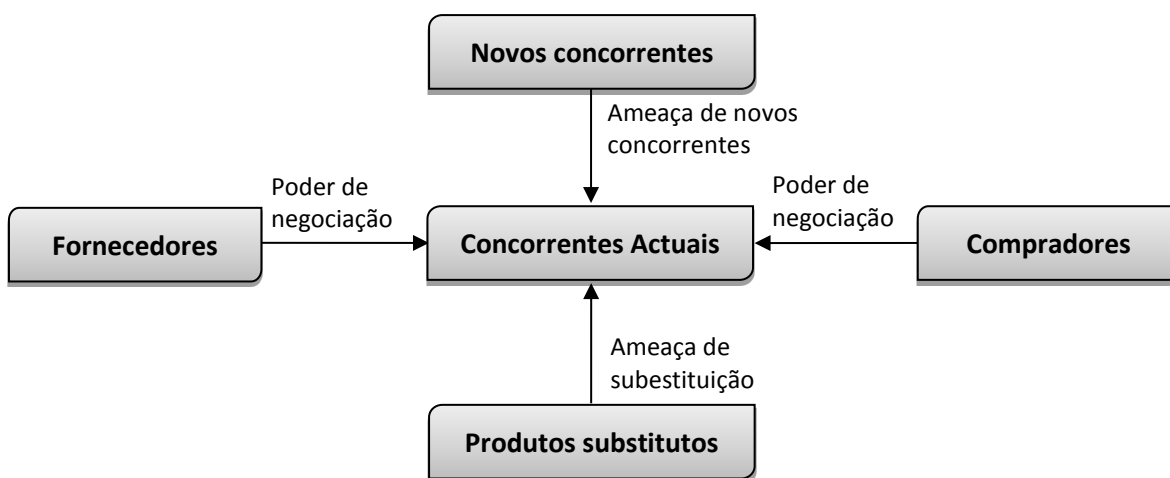 Novos concorrentes
Ameaça de novos
concorrentes
Poder de
negociação
Poder de
negociação
Fornecedores
Concorrentes Actuais
Compradores
Ameaça de
subestituição
Produtos substitutos